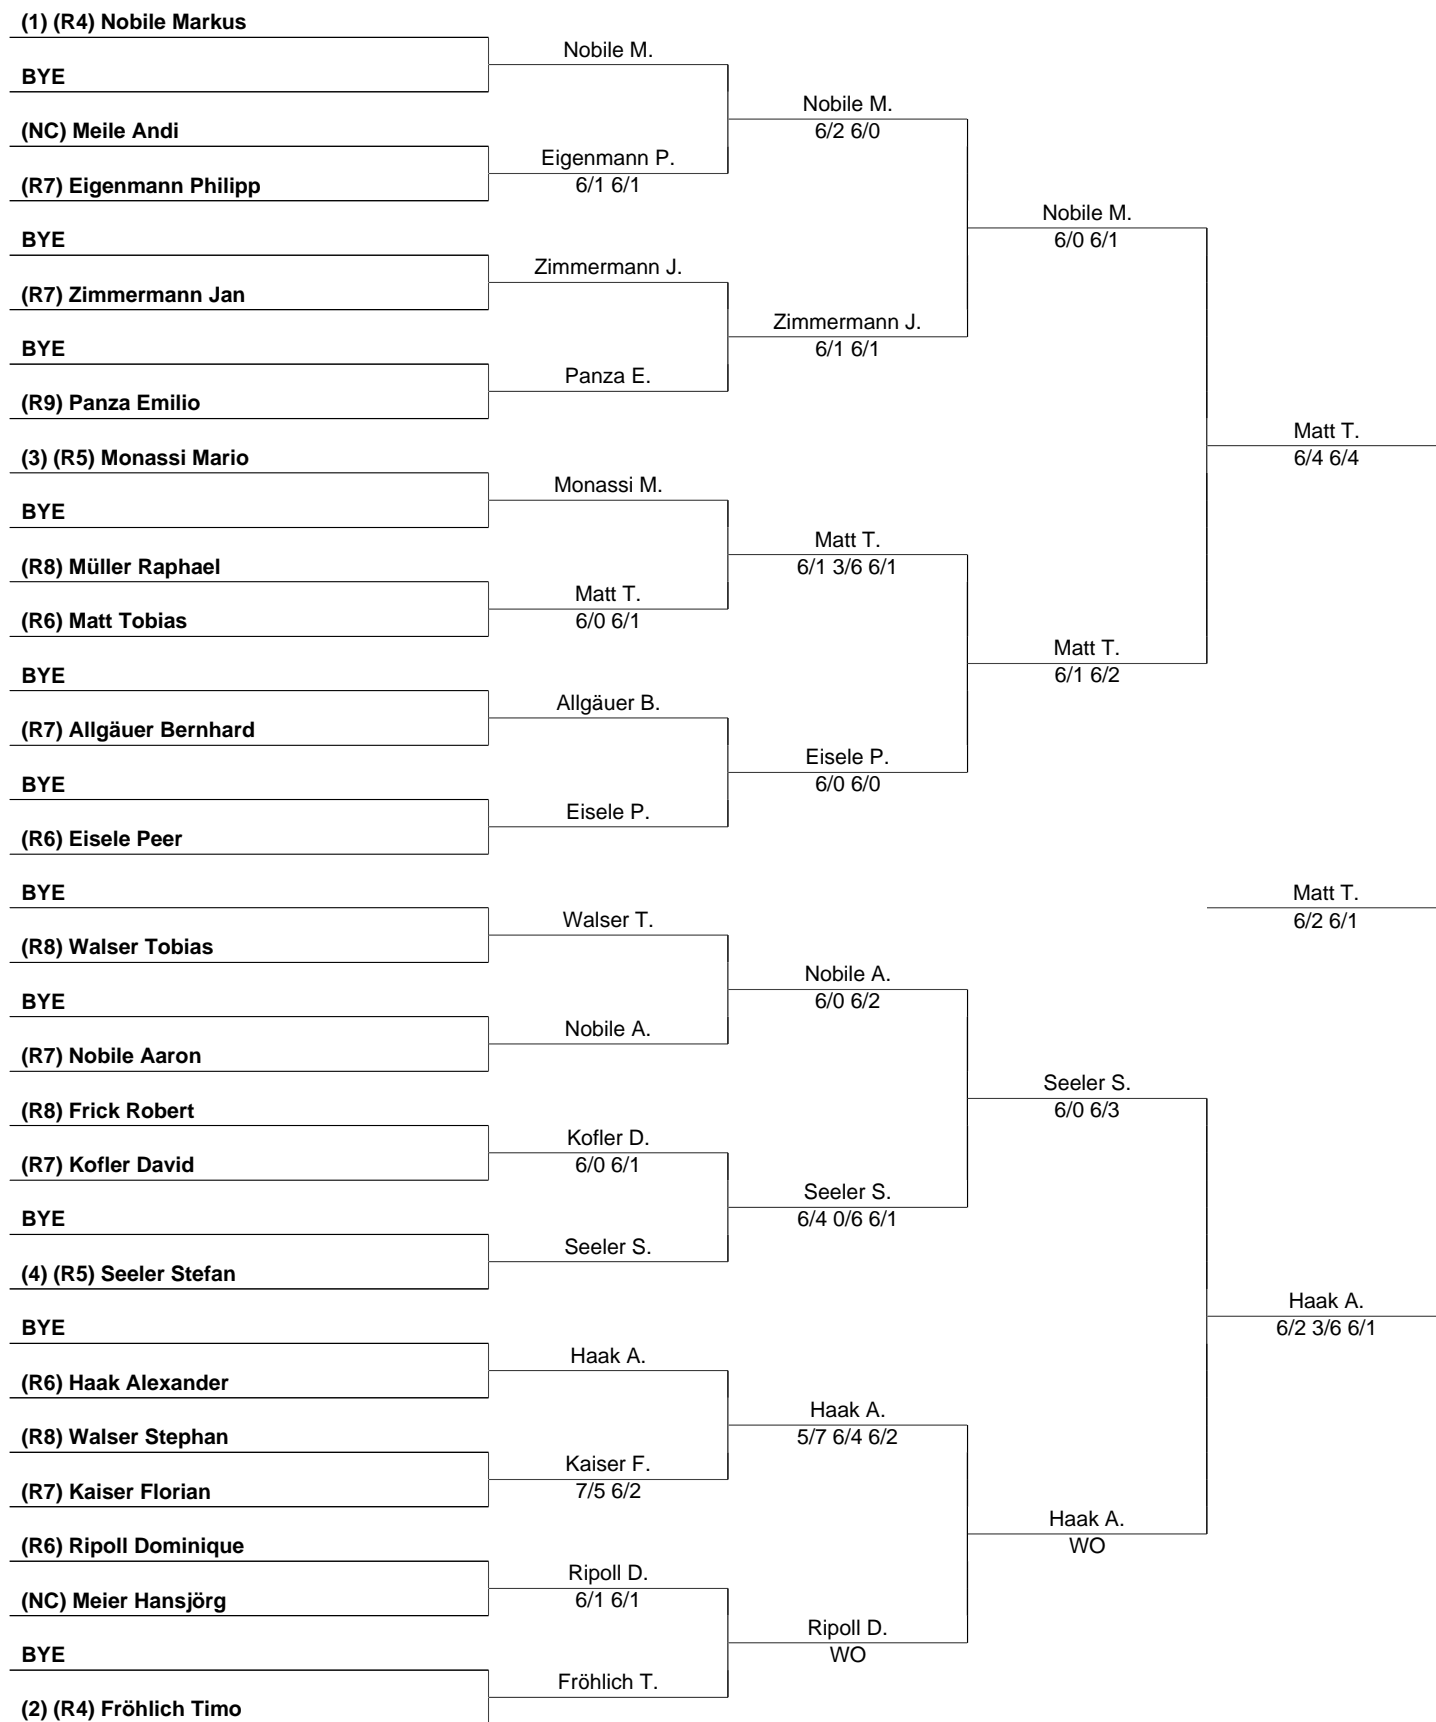 (1) (R4) Nobile Markus
Nobile M.
BYE
Nobile M.
6/2 6/0
(NC) Meile Andi
Eigenmann P.
6/1 6/1
(R7) Eigenmann Philipp
Nobile M.
6/0 6/1
BYE
Zimmermann J.
(R7) Zimmermann Jan
Zimmermann J.
6/1 6/1
BYE
Panza E.
(R9) Panza Emilio
Matt T.
6/4 6/4
(3) (R5) Monassi Mario
Monassi M.
BYE
Matt T.
6/1 3/6 6/1
(R8) Müller Raphael
Matt T.
6/0 6/1
(R6) Matt Tobias
Matt T.
6/1 6/2
BYE
Allgäuer B.
(R7) Allgäuer Bernhard
Eisele P.
6/0 6/0
BYE
Eisele P.
(R6) Eisele Peer
BYE
Matt T.
6/2 6/1
Walser T.
(R8) Walser Tobias
Nobile A.
6/0 6/2
BYE
Nobile A.
(R7) Nobile Aaron
Seeler S.
6/0 6/3
(R8) Frick Robert
Kofler D.
6/0 6/1
(R7) Kofler David
Seeler S.
6/4 0/6 6/1
BYE
Seeler S.
(4) (R5) Seeler Stefan
Haak A.
6/2 3/6 6/1
BYE
Haak A.
(R6) Haak Alexander
Haak A.
5/7 6/4 6/2
(R8) Walser Stephan
Kaiser F.
7/5 6/2
(R7) Kaiser Florian
Haak A.
WO
(R6) Ripoll Dominique
Ripoll D.
6/1 6/1
(NC) Meier Hansjörg
Ripoll D.
WO
BYE
Fröhlich T.
(2) (R4) Fröhlich Timo